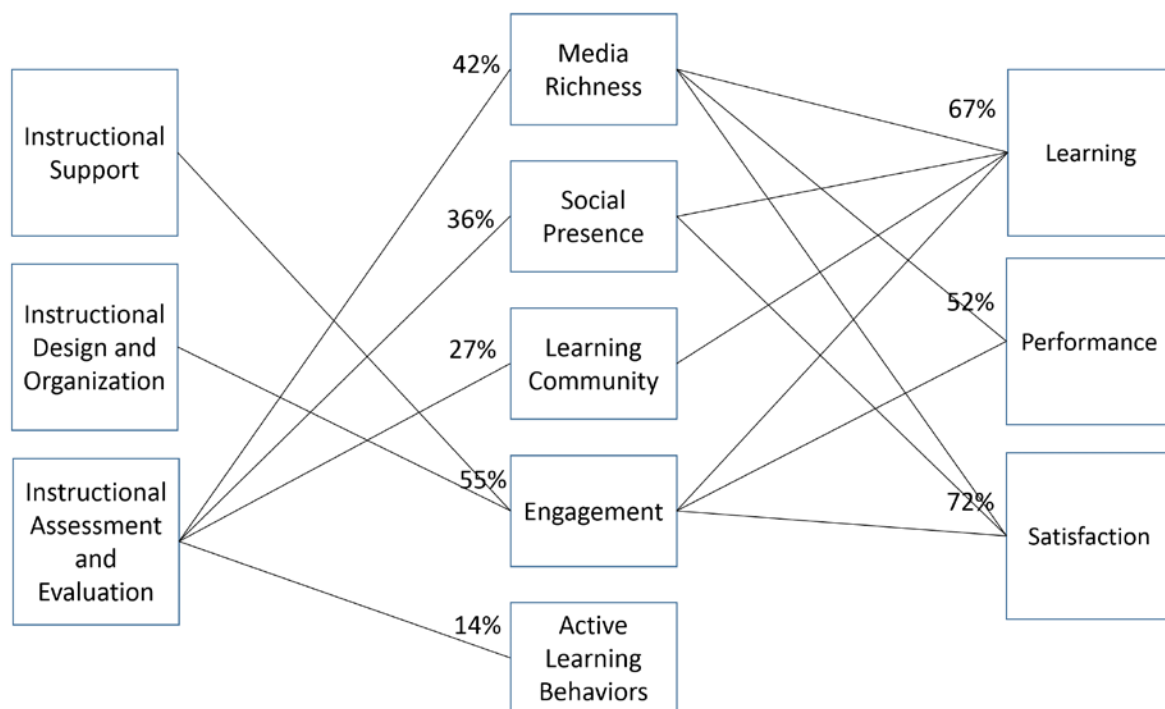 Instructional
Support
Instructional
Design and
Organization
Instructional
Assessment
and
Evaluation
42%
Media
Richness
36%
Social
Presence
27%
Learning
Community
55%
Engagement
14%
Active
Learning
Behaviors
67%
Learning
52%
Performance
72%
Satisfaction